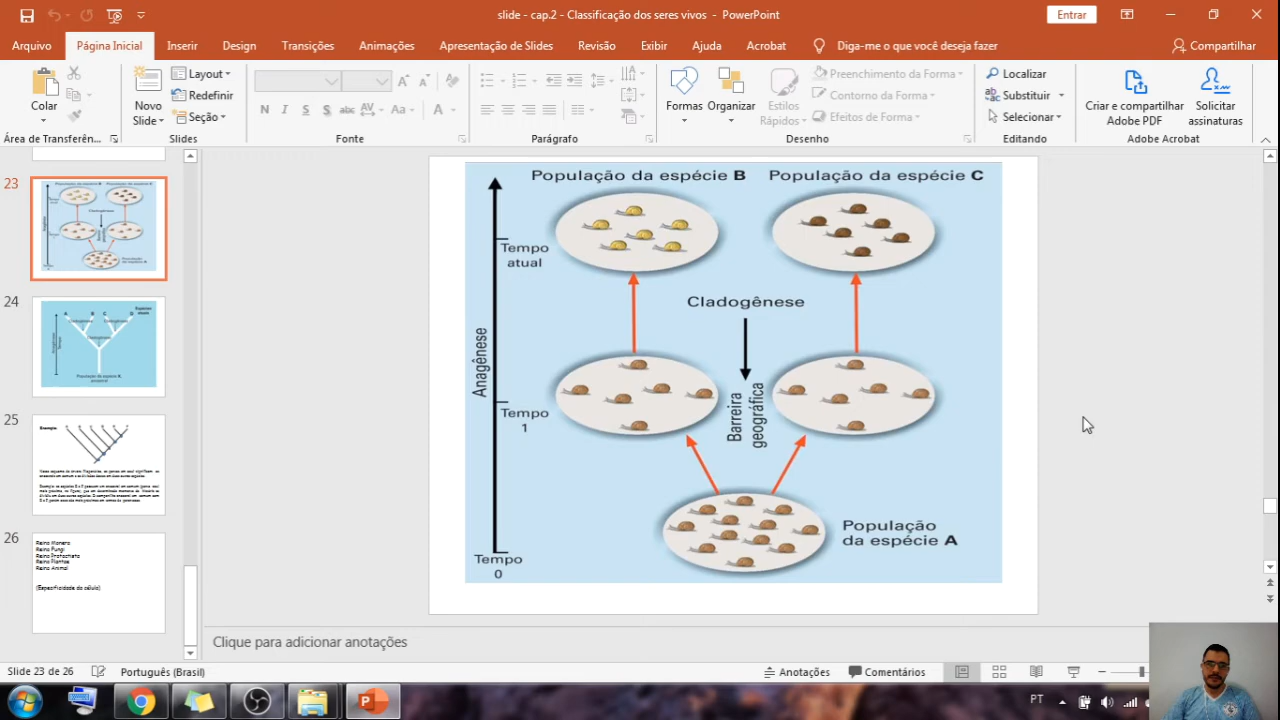 slide - cap.2 - Classificação dos seres vivos - PowerPoint
Entrar
Arquivo
Página Inicial
Inserir
Design
Transições
Animações
Apresentação de Slides
Revisão
Exibir
Ajuda
Acrobat
Diga-me o que você deseja fazer
Compartilhar
Colar
Área de Transferên...
Novo
Slide
Layout
Redefinir
Seção
Slides
N I S S abc AV Aa A
Fonte
Parágrafo
Formas
Organizar
Estilos
Rápidos
Preenchimento da Forma
Contorno da Forma
Efeitos de Forma
Desenho
Localizar
Substituir
Selecionar
Editando
Criar e compartilhar
Adobe PDF
Solicitar
assinaturas
Adobe Acrobat
23
24
25
26
Reino Monera
Reino Fungi
Reino Protoctista
Reino Plantae
Reino Animal
(Especificidade da célula)
População da espécie B
População da espécie C
Tempo
atual
Cladogênese
Anagênese
Barreira
geográfica
Tempo
1
População
da espécie A
Tempo
0
Clique para adicionar anotações
Slide 23 de 26
Português (Brasil)
Anotações
Comentários
PT